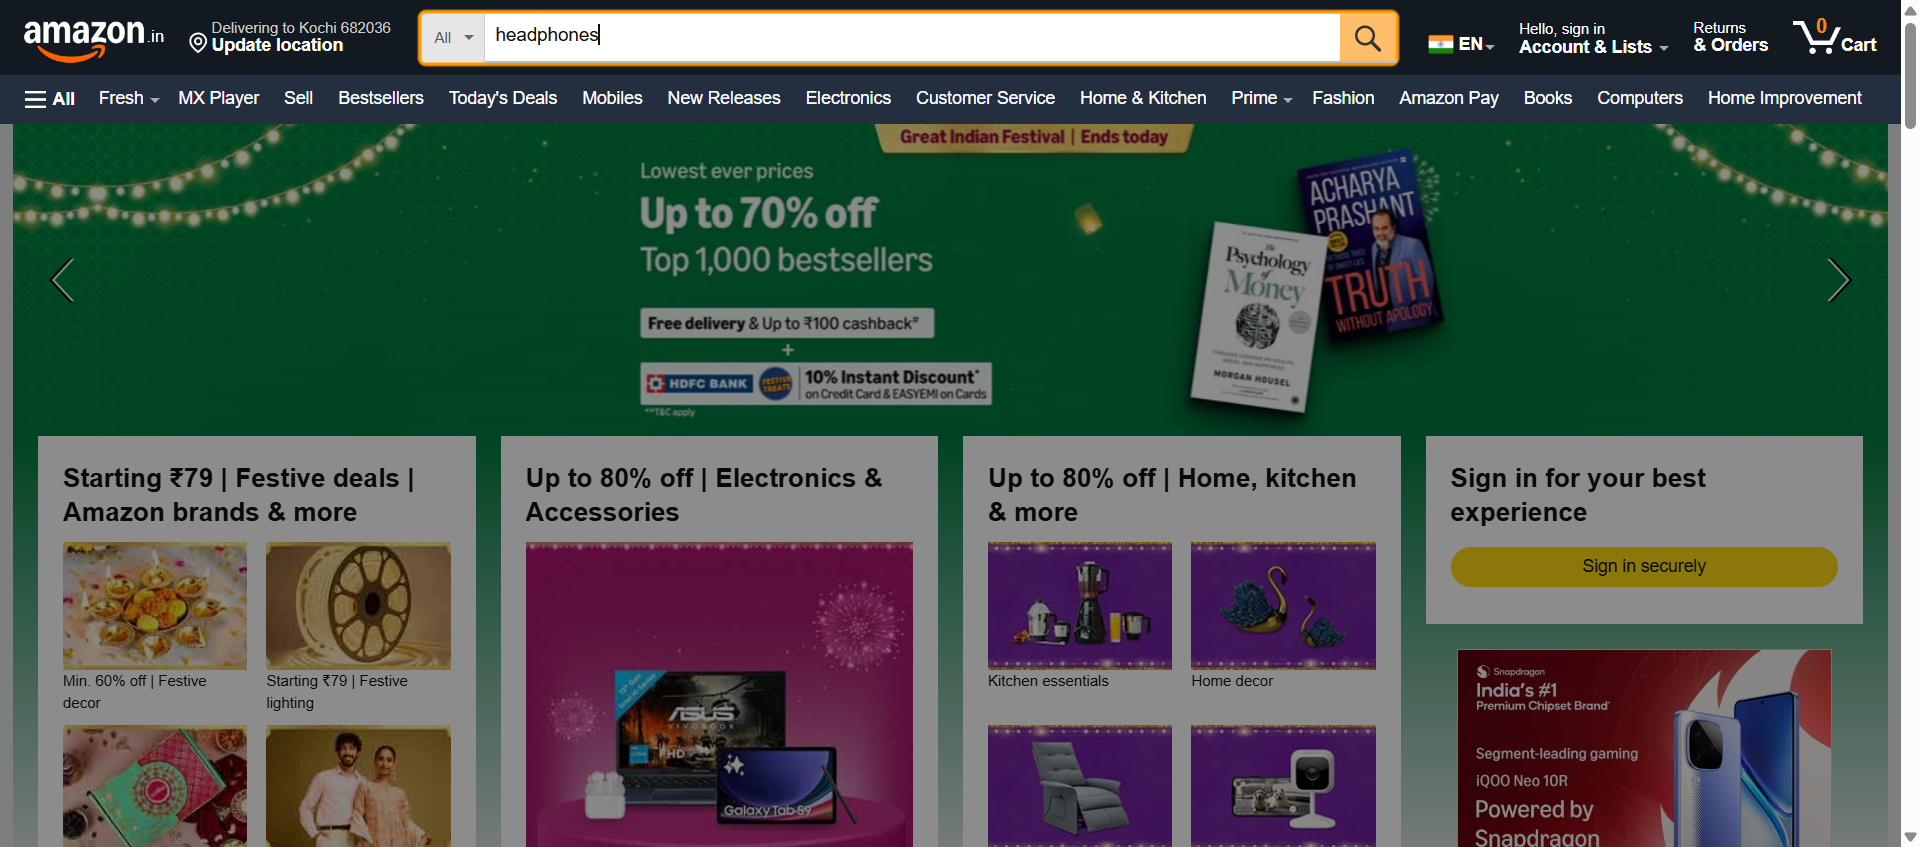 amazon.in
Delivering to Kochi 682036
Update location
All
headphones
EN
Hello, sign in
Account & Lists
Returns
& Orders
0
Cart
All
Fresh
MX Player
Sell
Bestsellers
Today's Deals
Mobiles
New Releases
Electronics
Customer Service
Home & Kitchen
Prime
Fashion
Amazon Pay
Books
Computers
Home Improvement
Great Indian Festival | Ends today
Lowest ever prices
Up to 70% off
Top 1,000 bestsellers
Free delivery & Up to ₹100 cashback#
+
HDFC BANK
FESTIVE
TREATS
10% Instant Discount*
on Credit Card & EASYEMI on Cards
*#T&C apply
ACHARYA
PRASHANT
TRUTH
WITHOUT APOLOGY
The
Psychology
of
Money
MORGAN HOUSEL
Starting ₹79 | Festive deals |
Amazon brands & more
Min. 60% off | Festive
decor
Starting ₹79 | Festive
lighting
Up to 80% off | Electronics &
Accessories
13th Gen
Intel H-Series
ASUS
VIVOBOOK
FHD
Galaxy Tab S9
Up to 80% off | Home, kitchen
& more
Kitchen essentials
Home decor
Sign in for your best
experience
Sign in securely
Snapdragon
India's #1
Premium Chipset Brand*
Segment-leading gaming
iQOO Neo 10R
Powered by
Snapdragon